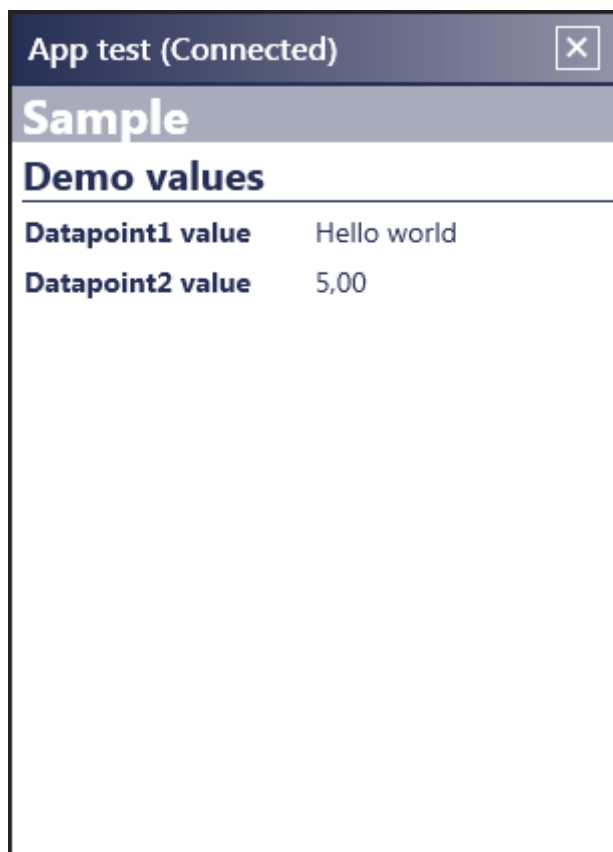 App test (Connected)
Sample
Demo values
Datapoint1 value Hello world
Datapoint2 value 5,00